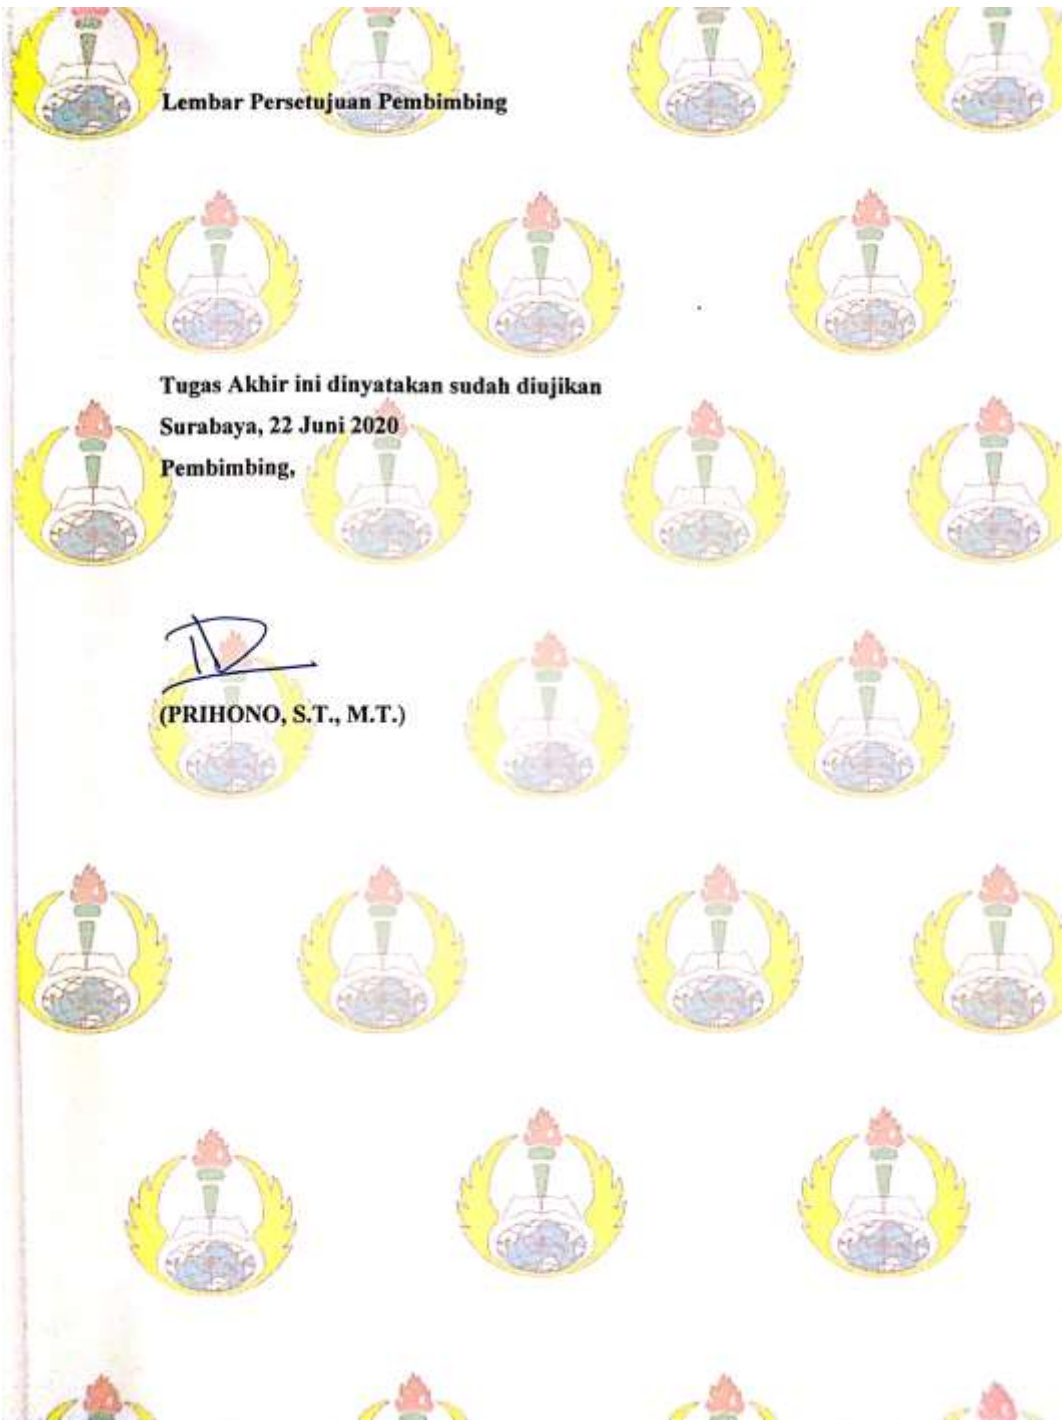 Lembar Persetujuan Pembimbing
Tugas Akhir ini dinyatakan sudah diujikan
Surabaya, 22 Juni 2020
Pembimbing,
(PRIHONO, S.T., M.T.)